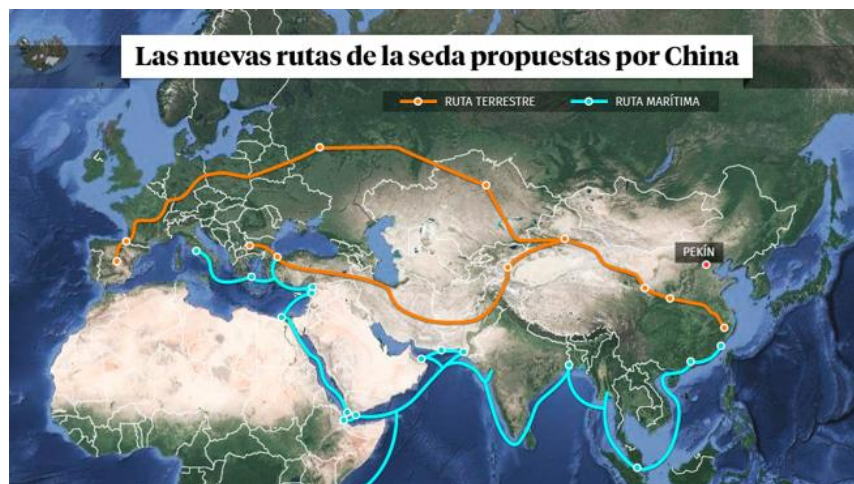 Las nuevas rutas de la seda propuestas por China
RUTA TERRESTRE
RUTA MARÍTIMA
PEKÍN